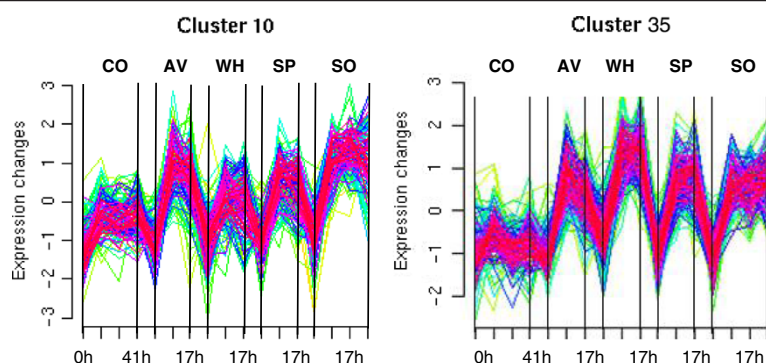 Cluster 10
CO AV WH SP SO
Expression changes
3
2
1
0
-1
-2
-3
0h 41h 17h 17h 17h 17h
Cluster 35
CO AV WH SP SO
Expression changes
3
2
1
0
-1
-2
0h 41h 17h 17h 17h 17h